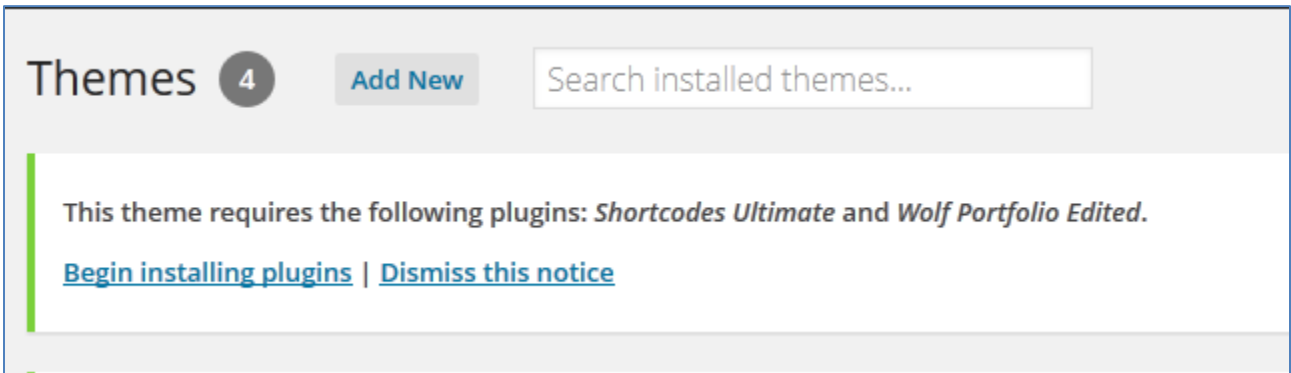 Themes 4 Add New Search installed themes...
This theme requires the following plugins: Shortcodes Ultimate and Wolf Portfolio Edited.
Begin installing plugins | Dismiss this notice